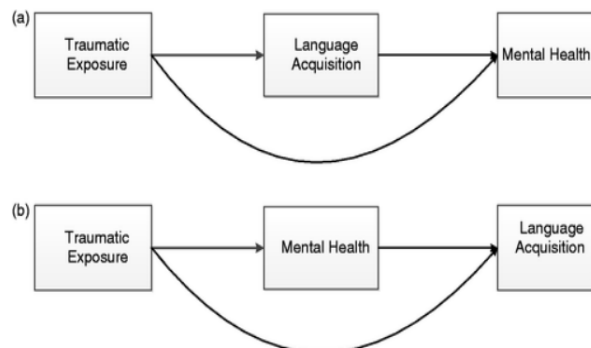 (a)
Traumatic
Exposure
Language
Acquisition
Mental Health
(b)
Traumatic
Exposure
Mental Health
Language
Acquisition